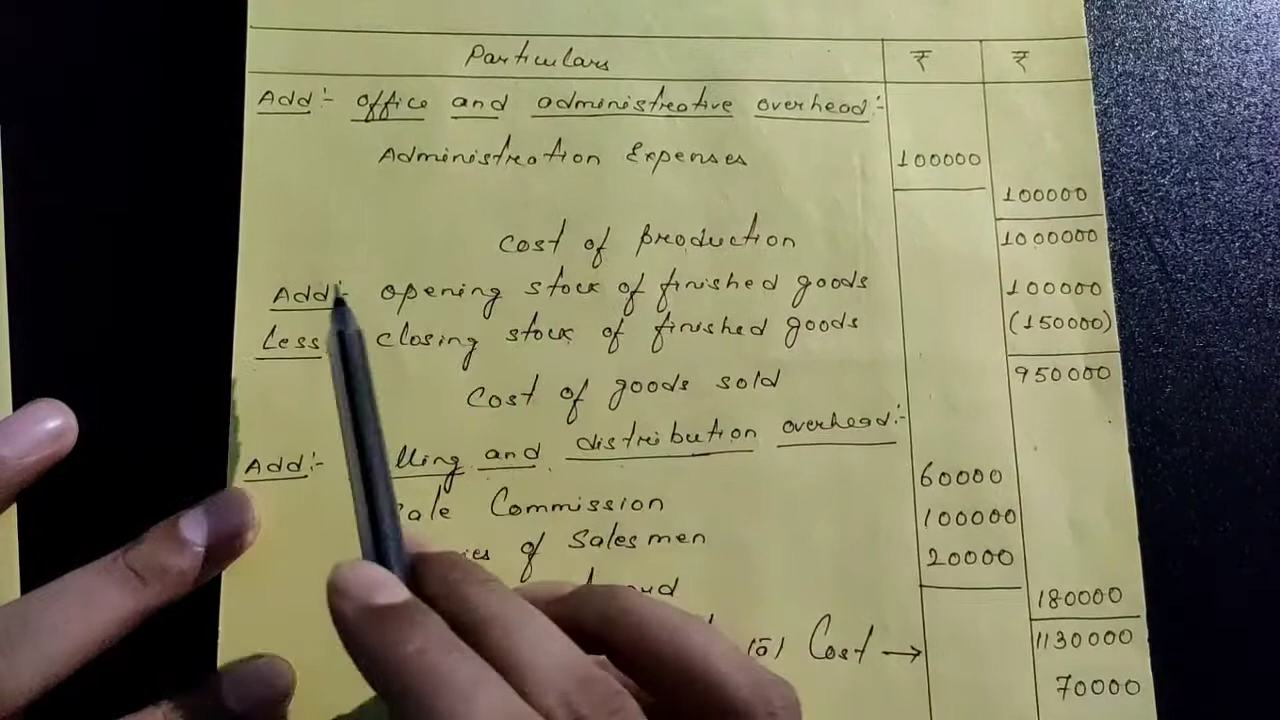 Particulars ₹ ₹
Add:- office and administrative overhead:-
Administration Expenses 100000
100000
Cost of production 1000000
Add:- opening stock of finished goods 100000
Less closing stock of finished goods (150000)
Cost of goods sold 950000
Add:- and distribution overhead:-
60000
Commission 100000
of Salesmen 20000
180000
Cost → 1130000
70000